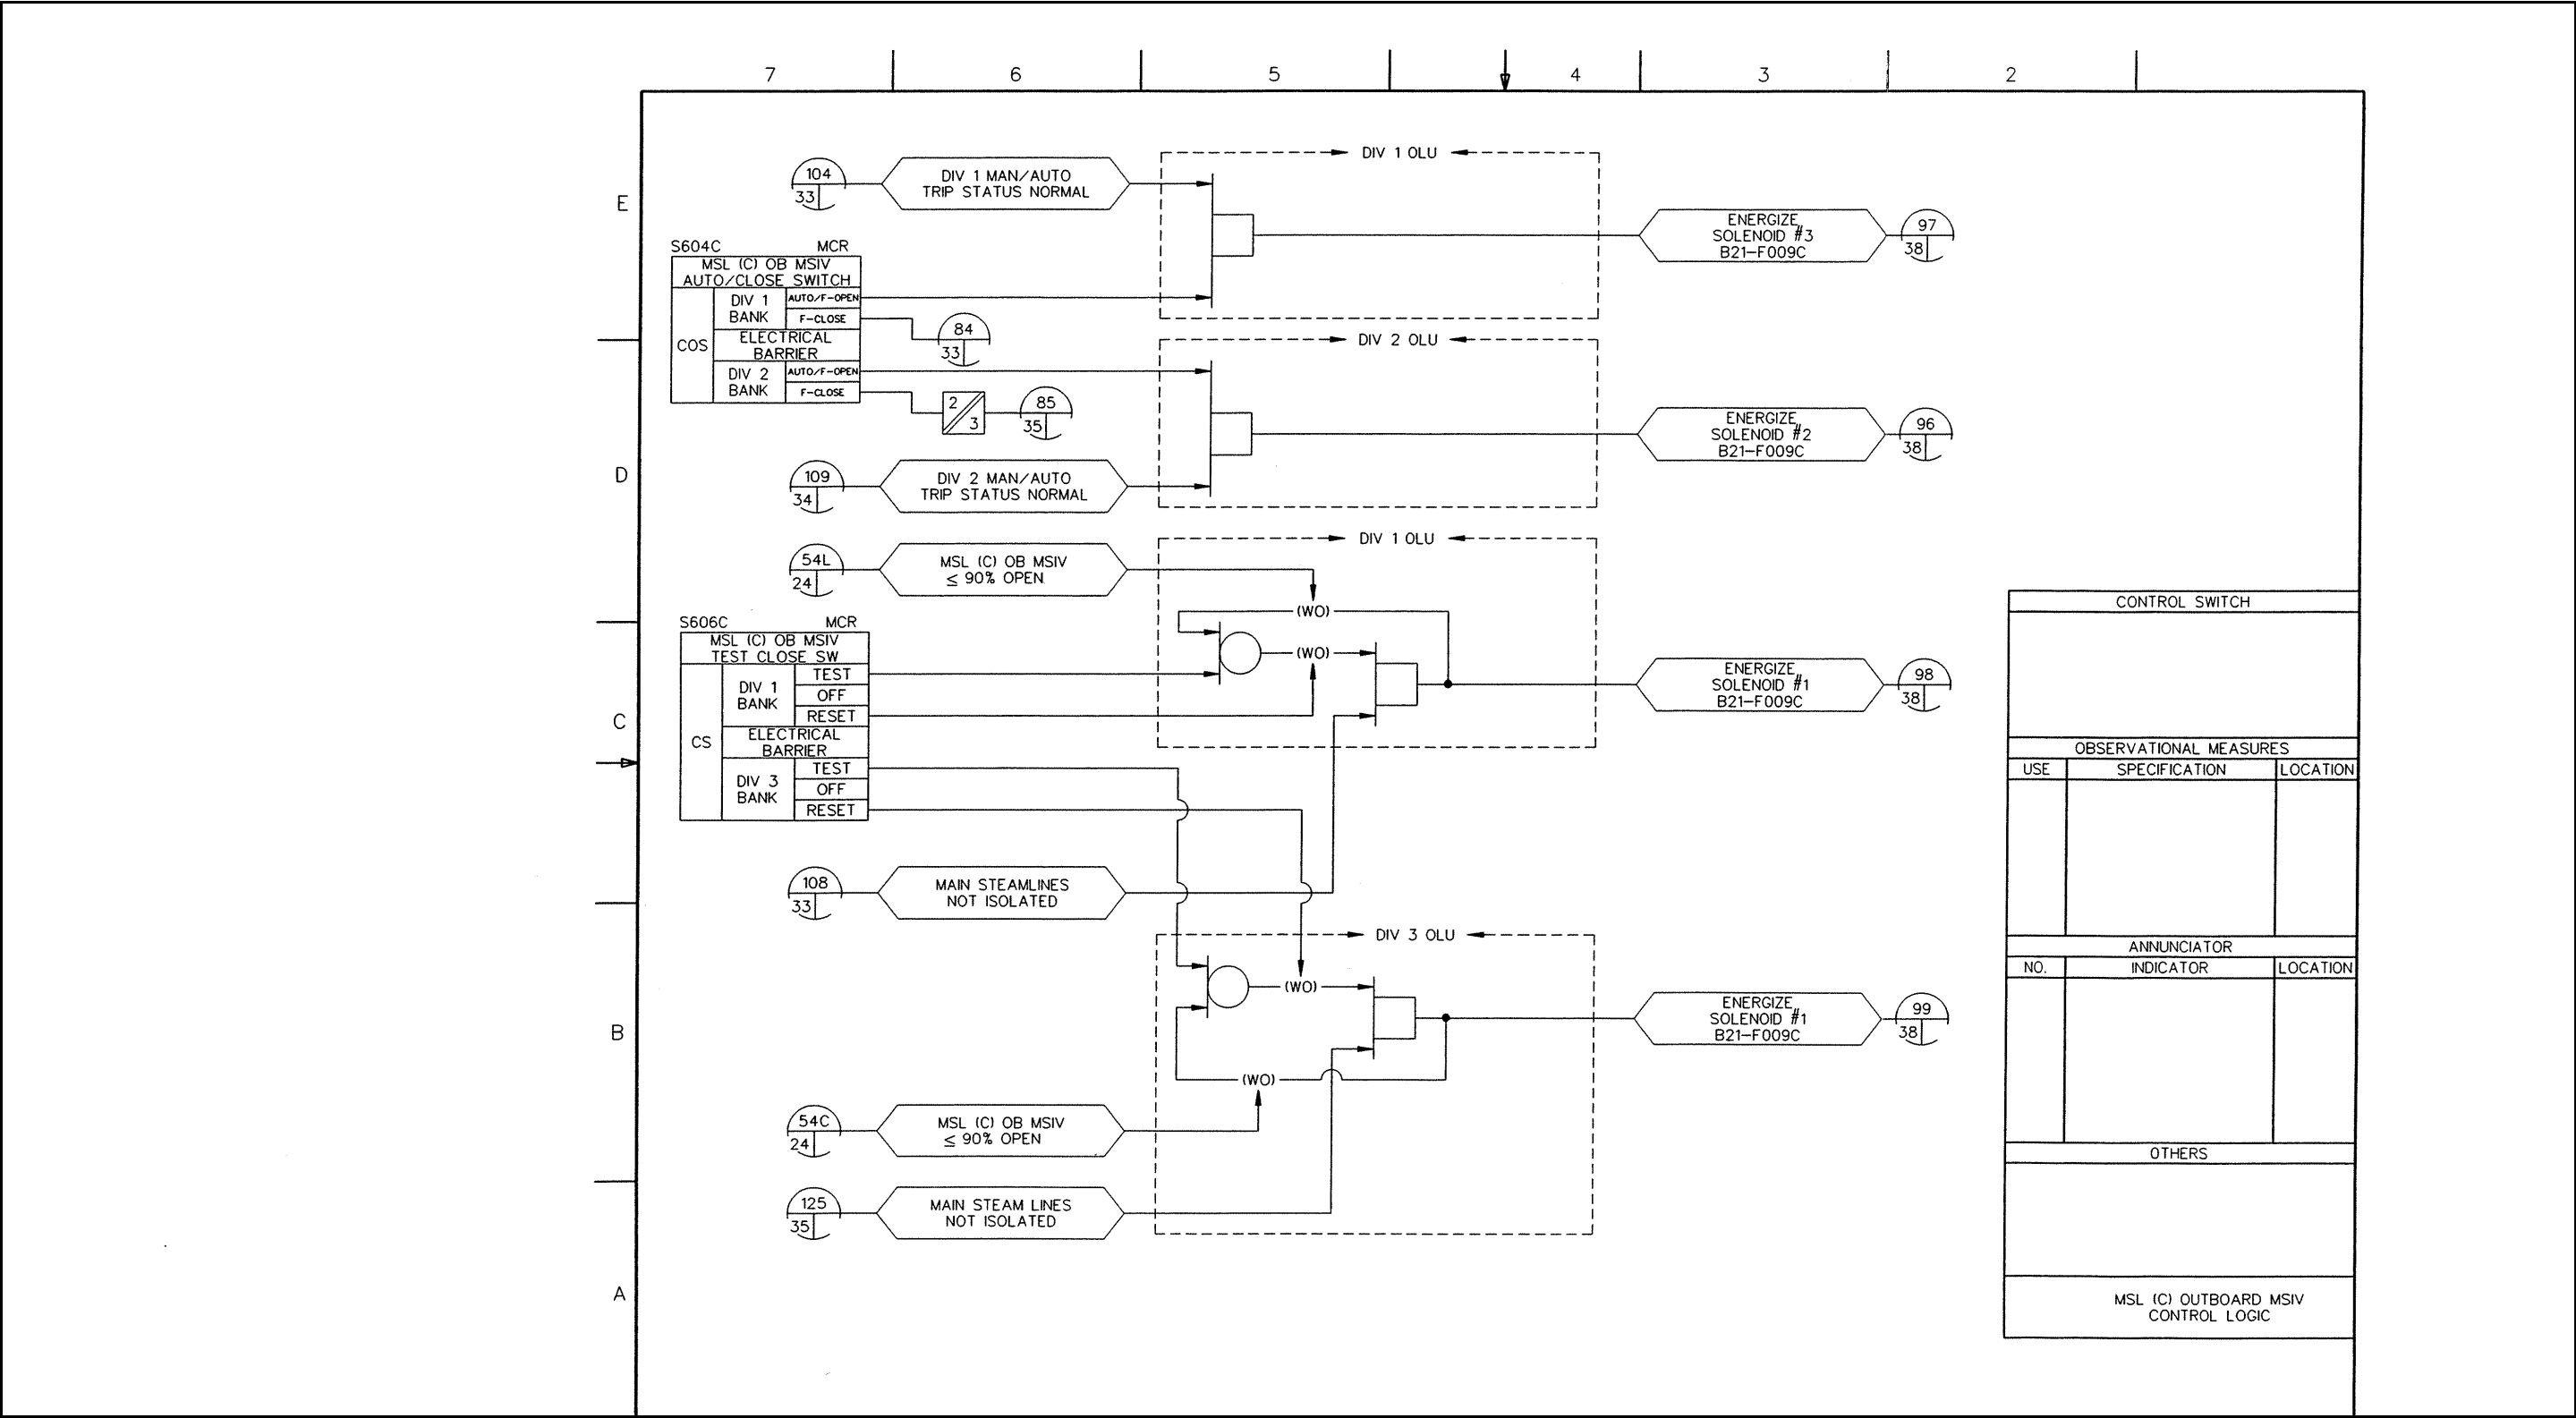 7 6 5 4 3 2
E
D
C
B
A
104
33
DIV 1 MAN/AUTO
TRIP STATUS NORMAL
DIV 1 OLU
ENERGIZE
SOLENOID #3
B21-F009C
97
38
S604C MCR
MSL (C) OB MSIV
AUTO/CLOSE SWITCH
COS
DIV 1
BANK
AUTO/F-OPEN
F-CLOSE
ELECTRICAL
BARRIER
DIV 2
BANK
AUTO/F-OPEN
F-CLOSE
84
33
2
3
85
35
DIV 2 OLU
ENERGIZE
SOLENOID #2
B21-F009C
96
38
109
34
DIV 2 MAN/AUTO
TRIP STATUS NORMAL
54L
24
MSL (C) OB MSIV
≤ 90% OPEN
DIV 1 OLU
(WO)
(WO)
S606C MCR
MSL (C) OB MSIV
TEST CLOSE SW
CS
DIV 1
BANK
TEST
OFF
RESET
ELECTRICAL
BARRIER
DIV 3
BANK
TEST
OFF
RESET
ENERGIZE
SOLENOID #1
B21-F009C
98
38
108
33
MAIN STEAMLINES
NOT ISOLATED
DIV 3 OLU
(WO)
(WO)
ENERGIZE
SOLENOID #1
B21-F009C
99
38
54C
24
MSL (C) OB MSIV
≤ 90% OPEN
125
35
MAIN STEAM LINES
NOT ISOLATED
CONTROL SWITCH
OBSERVATIONAL MEASURES
USE SPECIFICATION LOCATION
ANNUNCIATOR
NO. INDICATOR LOCATION
OTHERS
MSL (C) OUTBOARD MSIV
CONTROL LOGIC